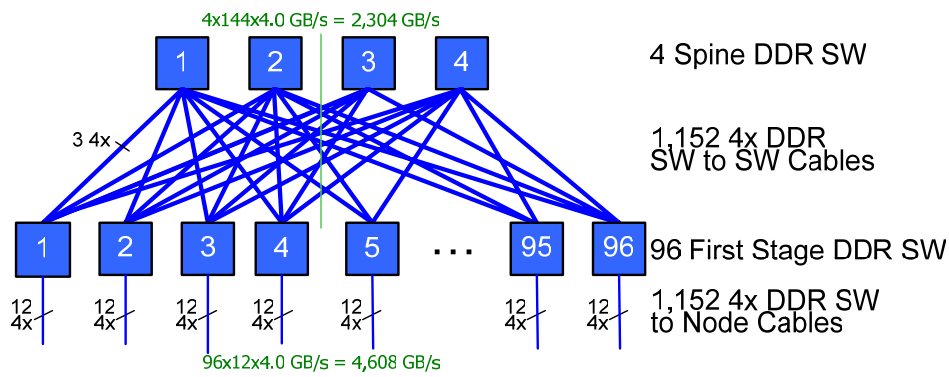 4x144x4.0 GB/s = 2,304 GB/s
1 2 3 4
4 Spine DDR SW
3 4x
1,152 4x DDR
SW to SW Cables
1 2 3 4 5 ... 95 96
96 First Stage DDR SW
12 12 12 12 12 12 12
4x 4x 4x 4x 4x 4x 4x
1,152 4x DDR SW
to Node Cables
96x12x4.0 GB/s = 4,608 GB/s